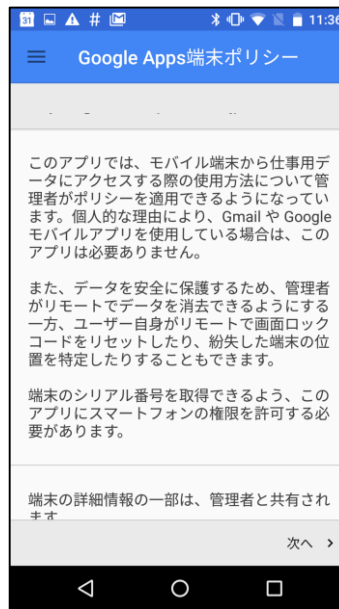 31 # 11:36
Google Apps端末ポリシー
このアプリでは、モバイル端末から仕事用デ
ータにアクセスする際の使用方法について管
理者がポリシーを適用できるようになってい
ます。個人的な理由により、Gmail や Google
モバイルアプリを使用している場合は、この
アプリは必要ありません。
また、データを安全に保護するため、管理者
がリモートでデータを消去できるようにする
一方、ユーザー自身がリモートで画面ロック
コードをリセットしたり、紛失した端末の位
置を特定したりすることもできます。
端末のシリアル番号を取得できるよう、この
アプリにスマートフォンの権限を許可する必
要があります。
端末の詳細情報の一部は、管理者と共有され
ます
次へ